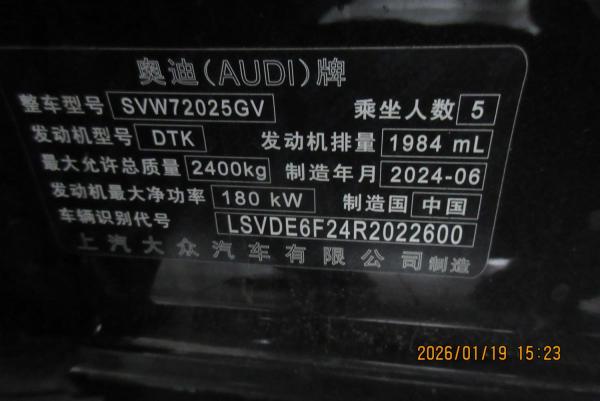 奥迪(AUDI)牌
整车型号 SVW72025GV 乘坐人数 5
发动机型号 DTK 发动机排量 1984 mL
最大允许总质量 2400kg 制造年月 2024-06
发动机最大净功率 180 kW 制造国 中国
车辆识别代号 LSVDE6F24R2022600
上汽大众汽车有限公司制造
2026/01/19 15:23